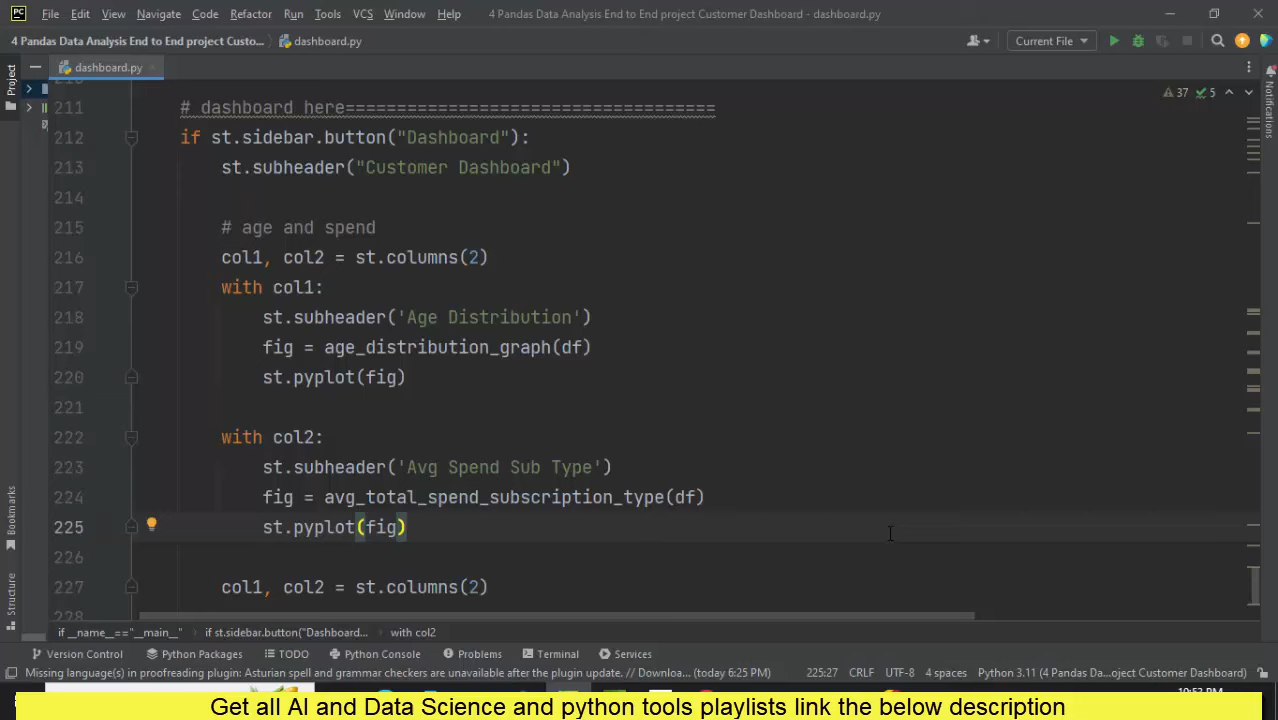 PC File Edit View Navigate Code Refactor Run Tools VCS Window Help 4 Pandas Data Analysis End to End project Customer Dashboard - dashboard.py
4 Pandas Data Analysis End to End project Custo... dashboard.py Current File
Project
dashboard.py
37 5
Notifications
211 # dashboard here====================================
212 if st.sidebar.button("Dashboard"):
213 st.subheader("Customer Dashboard")
214
215 # age and spend
216 col1, col2 = st.columns(2)
217 with col1:
218 st.subheader('Age Distribution')
219 fig = age_distribution_graph(df)
220 st.pyplot(fig)
221
222 with col2:
223 st.subheader('Avg Spend Sub Type')
224 fig = avg_total_spend_subscription_type(df)
225 st.pyplot(fig)
226
227 col1, col2 = st.columns(2)
228
Bookmarks
Structure
if __name__=="__main__" if st.sidebar.button("Dashboard... with col2
Version Control Python Packages TODO Python Console Problems Terminal Services
Missing language(s) in proofreading plugin: Asturian spell and grammar checkers are unavailable after the plugin update. // Downloa... (today 6:25 PM) 225:27 CRLF UTF-8 4 spaces Python 3.11 (4 Pandas Da...oject Customer Dashboard)
Get all AI and Data Science and python tools playlists link the below description